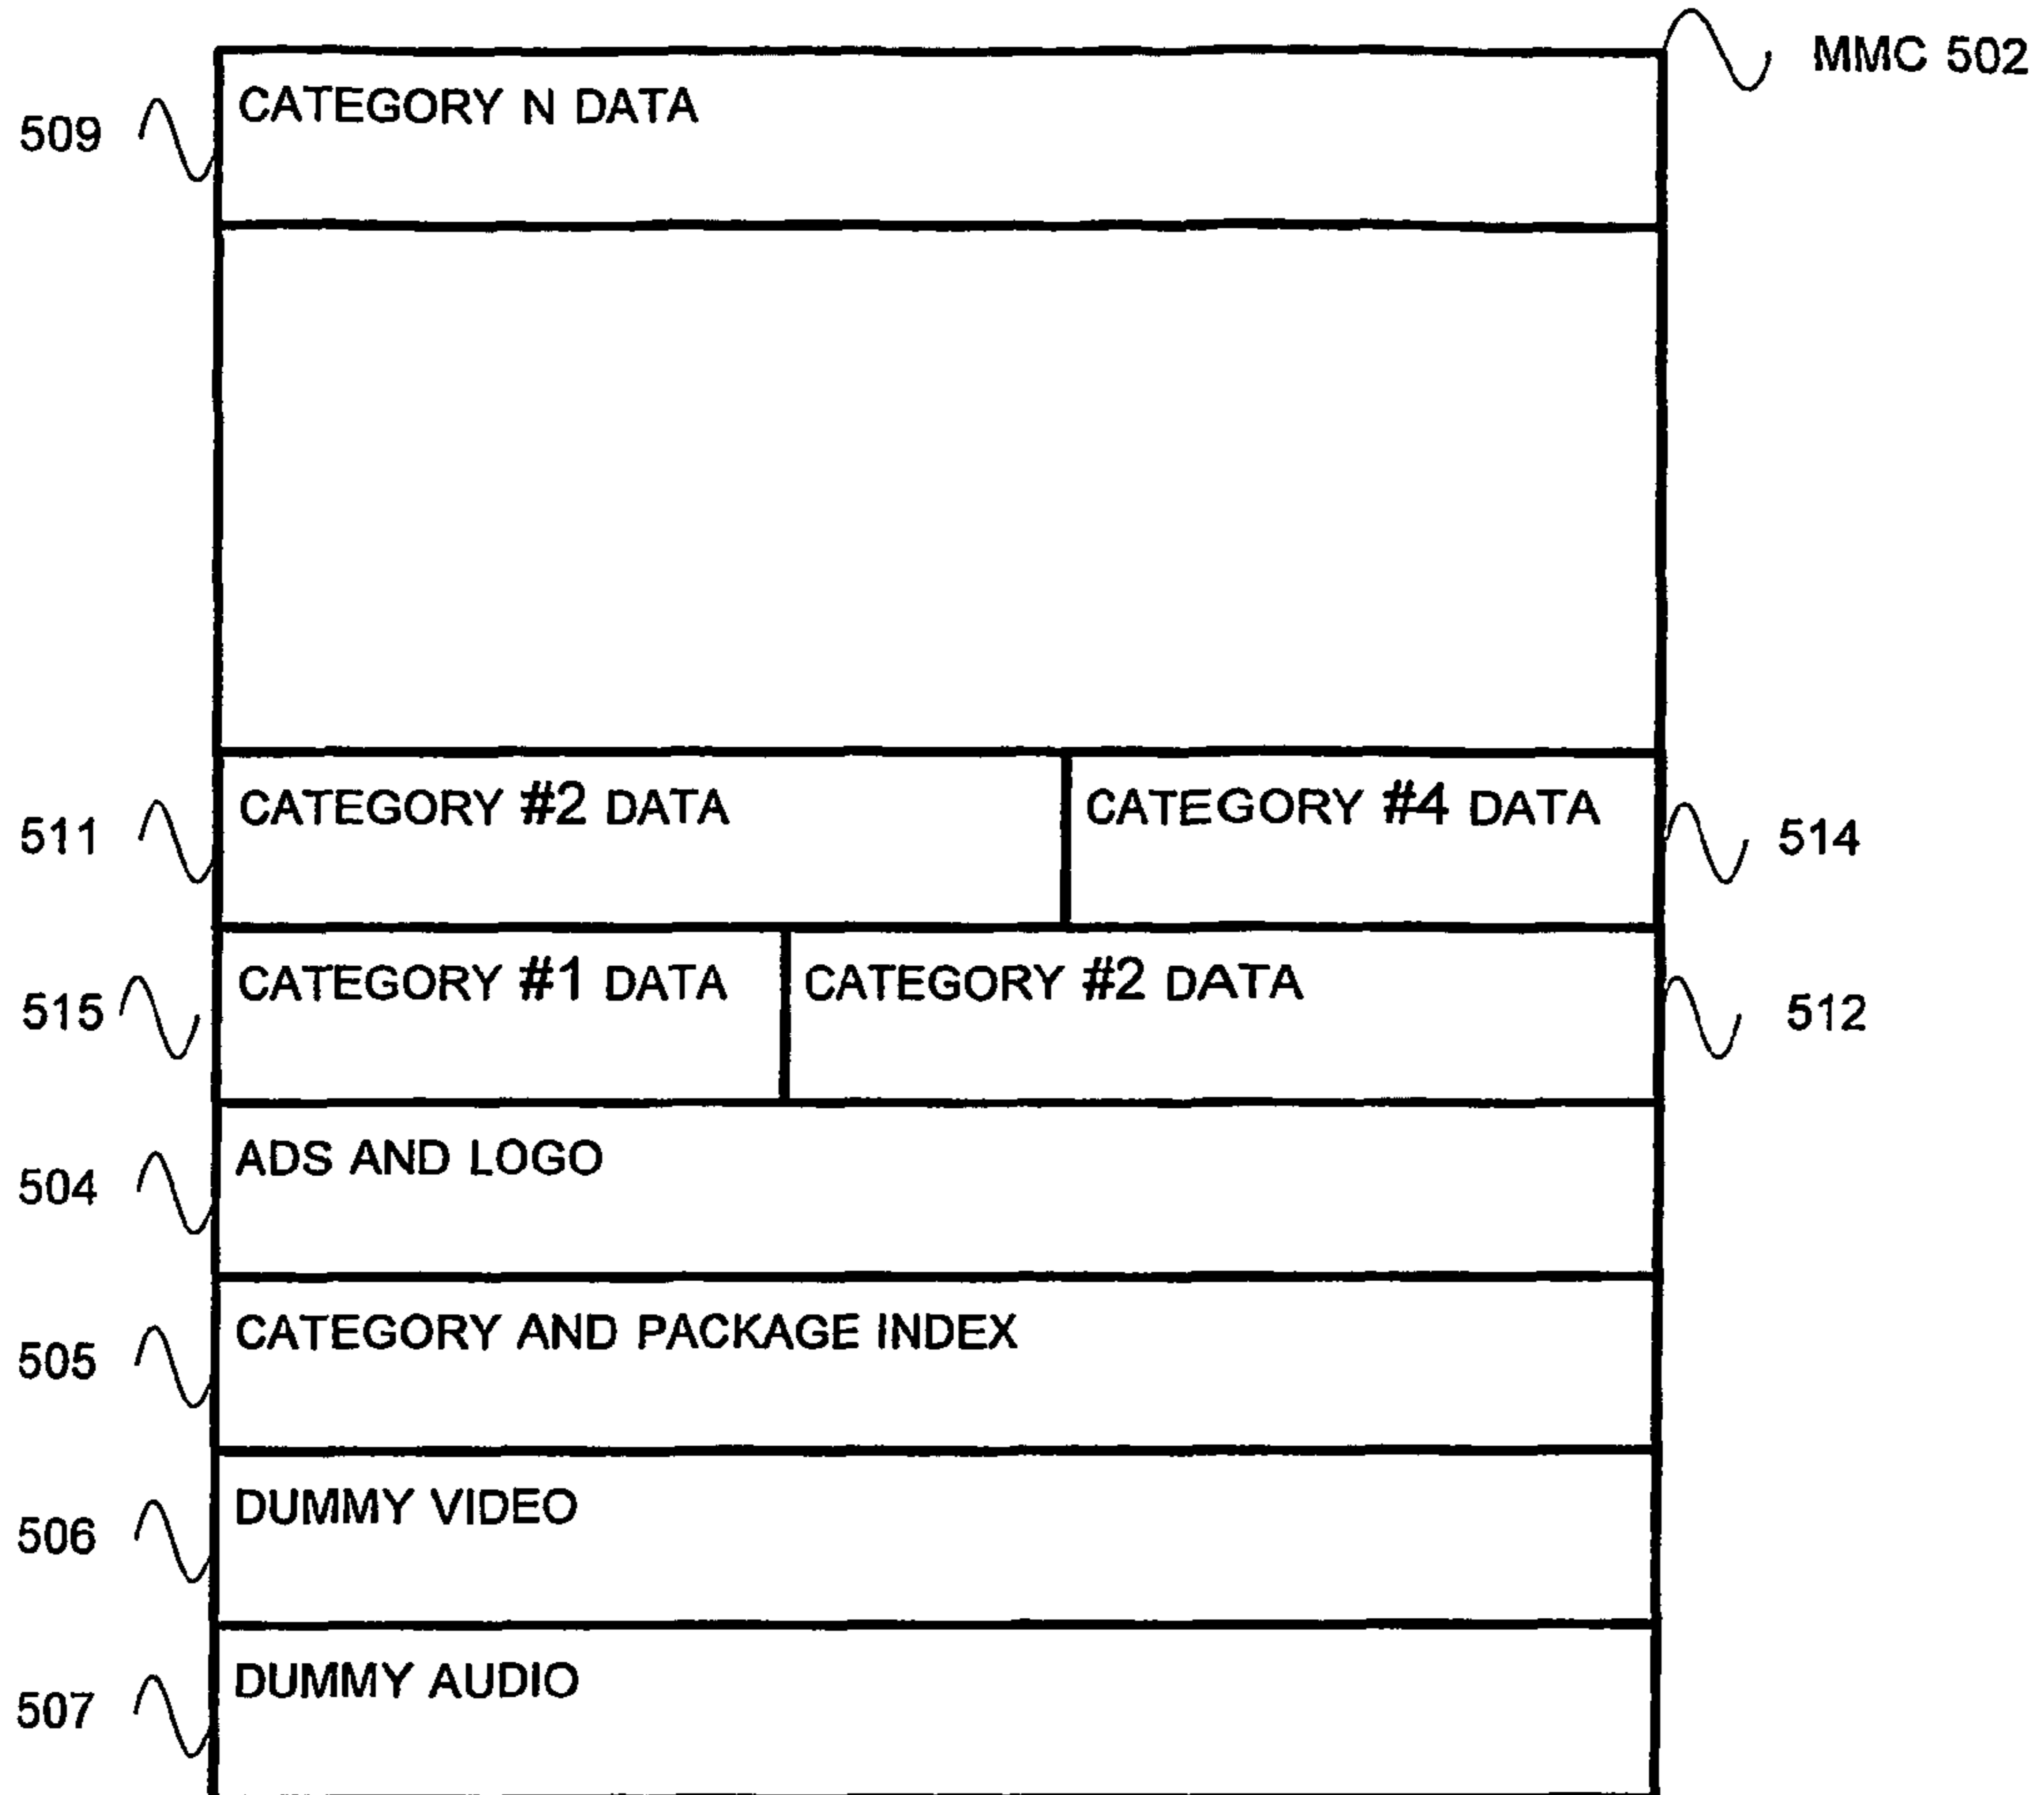 MMC 502
509 CATEGORY N DATA
511 CATEGORY #2 DATA CATEGORY #4 DATA 514
515 CATEGORY #1 DATA CATEGORY #2 DATA 512
504 ADS AND LOGO
505 CATEGORY AND PACKAGE INDEX
506 DUMMY VIDEO
507 DUMMY AUDIO